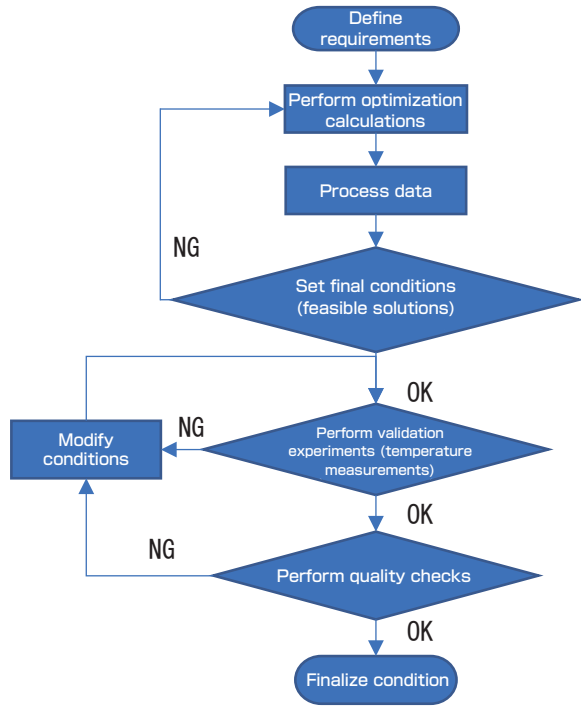 Define
requirements
Perform optimization
calculations
Process data
NG
Set final conditions
(feasible solutions)
OK
Modify
conditions
NG
Perform validation
experiments (temperature
measurements)
OK
NG
Perform quality checks
OK
Finalize condition